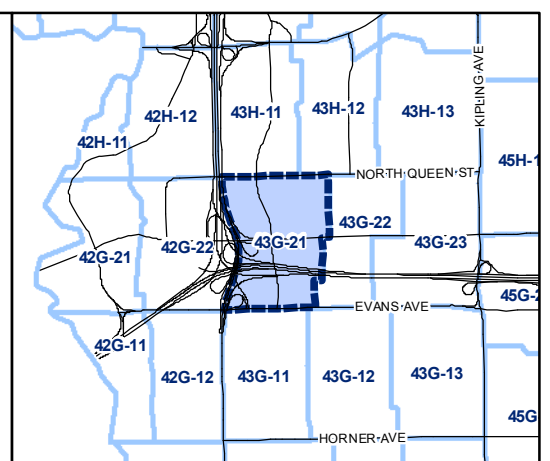 KIPLING AVE
42H-12
43H-11
43H-12
43H-13
42H-11
45H-1
NORTH QUEEN ST
43G-22
42G-22
43G-21
43G-23
42G-21
45G-2
EVANS AVE
42G-11
42G-12
43G-11
43G-12
43G-13
45G
HORNER AVE